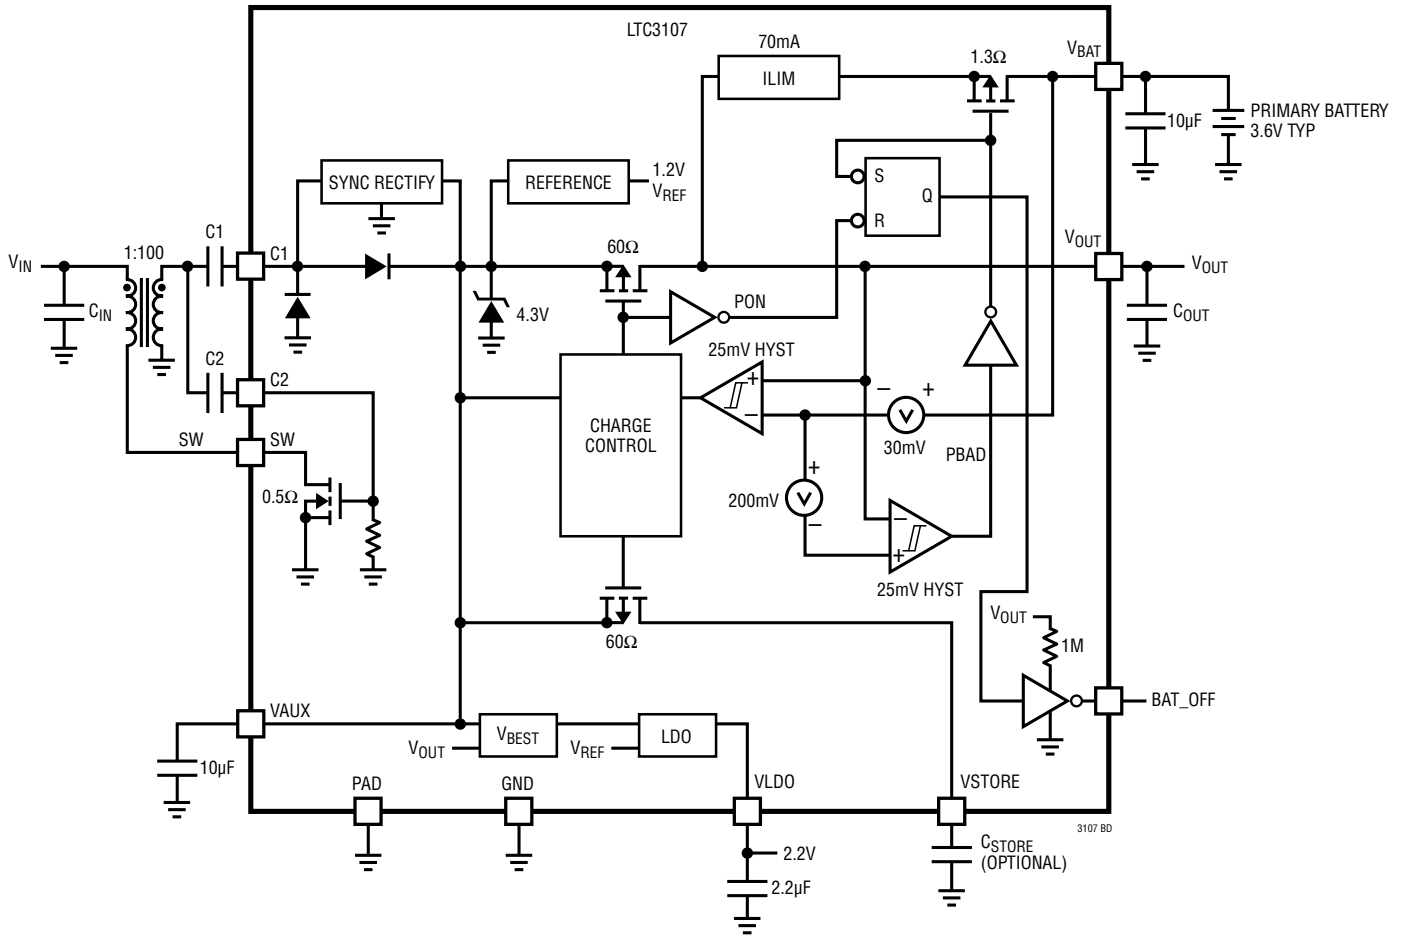 LTC3107
70mA
ILIM
1.3Ω
VBAT
10µF
PRIMARY BATTERY
3.6V TYP
SYNC RECTIFY
REFERENCE
1.2V
VREF
S
Q
R
VIN
1:100
C1
C1
60Ω
VOUT
VOUT
CIN
4.3V
PON
COUT
25mV HYST
C2
C2
+
−
− +
30mV
CHARGE
CONTROL
PBAD
SW
SW
0.5Ω
200mV
+
−
−
+
25mV HYST
60Ω
VOUT
1M
BAT_OFF
VAUX
VOUT
VBEST
VREF
LDO
10µF
PAD
GND
VLDO
VSTORE
3107 BD
2.2V
2.2µF
CSTORE
(OPTIONAL)